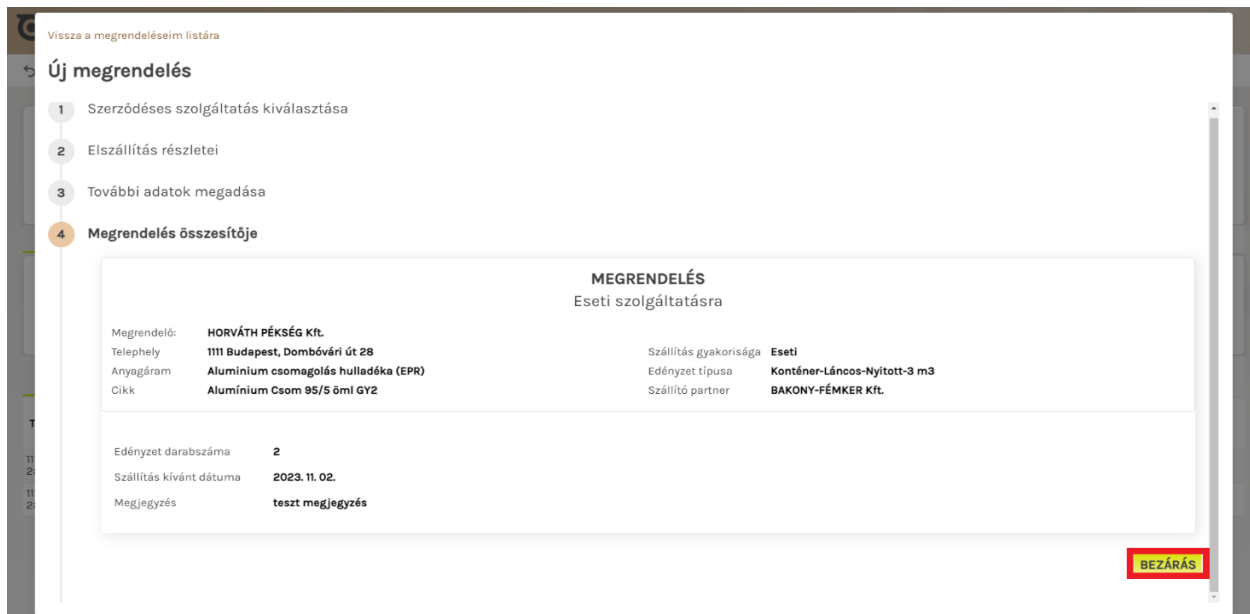 Vissza a megrendeléseim listára
Új megrendelés
1 Szerződéses szolgáltatás kiválasztása
2 Elszállítás részletei
3 További adatok megadása
4 Megrendelés összesítője
MEGRENDELÉS
Eseti szolgáltatásra
Megrendelő: HORVÁTH PÉKSÉG Kft.
Telephely 1111 Budapest, Dombóvári út 28 Szállítás gyakorisága Eseti
Anyagáram Aluminium csomagolás hulladéka (EPR) Edényzet típusa Konténer-Láncos-Nyitott-3 m3
Cikk Alumínium Csom 95/5 öml GY2 Szállító partner BAKONY-FÉMKER Kft.
Edényzet darabszáma 2
Szállítás kívánt dátuma 2023. 11. 02.
Megjegyzés teszt megjegyzés
BEZÁRÁS